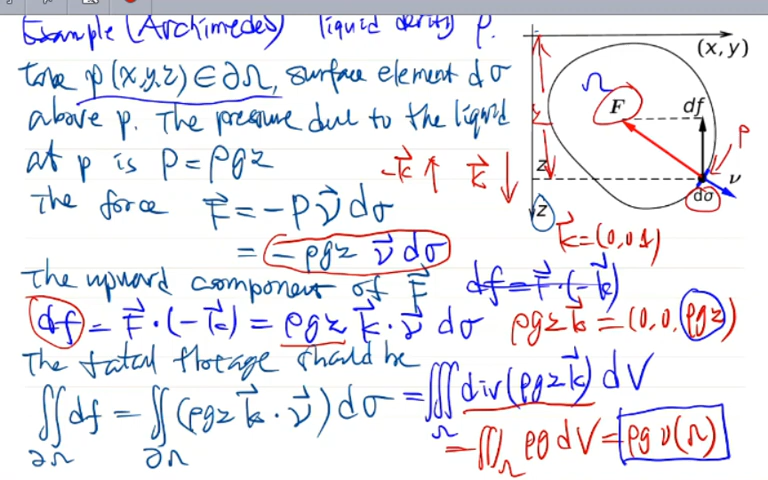 Example (Archimedes) liquid density ρ.
take p(x,y,z) ∈ ∂Ω, surface element dσ
above p. The pressure due to the liquid
at p is P = ρgz
-k⃗ ↑ k⃗ ↓
The force F⃗ = -P ν⃗ dσ
= -ρgz ν⃗ dσ
k⃗ = (0,0,1)
The upward component of F⃗ df = F⃗·(-k⃗)
df = F⃗·(-k⃗) = ρgz k⃗·ν⃗ dσ ρgz k⃗ = (0,0,ρgz)
The total flotage should be
∬∂Ω df = ∬∂Ω (ρgz k⃗·ν⃗) dσ = ∭Ω div(ρgz k⃗) dV
= ∭Ω ρg dV = ρg v(Ω)
(x, y)
Ω
F
df
P
z
ν
dσ
z